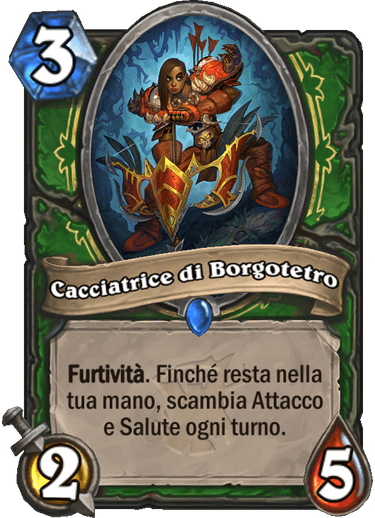 3
Cacciatrice di Borgotetro
Furtività. Finché resta nella
tua mano, scambia Attacco
e Salute ogni turno.
2
5